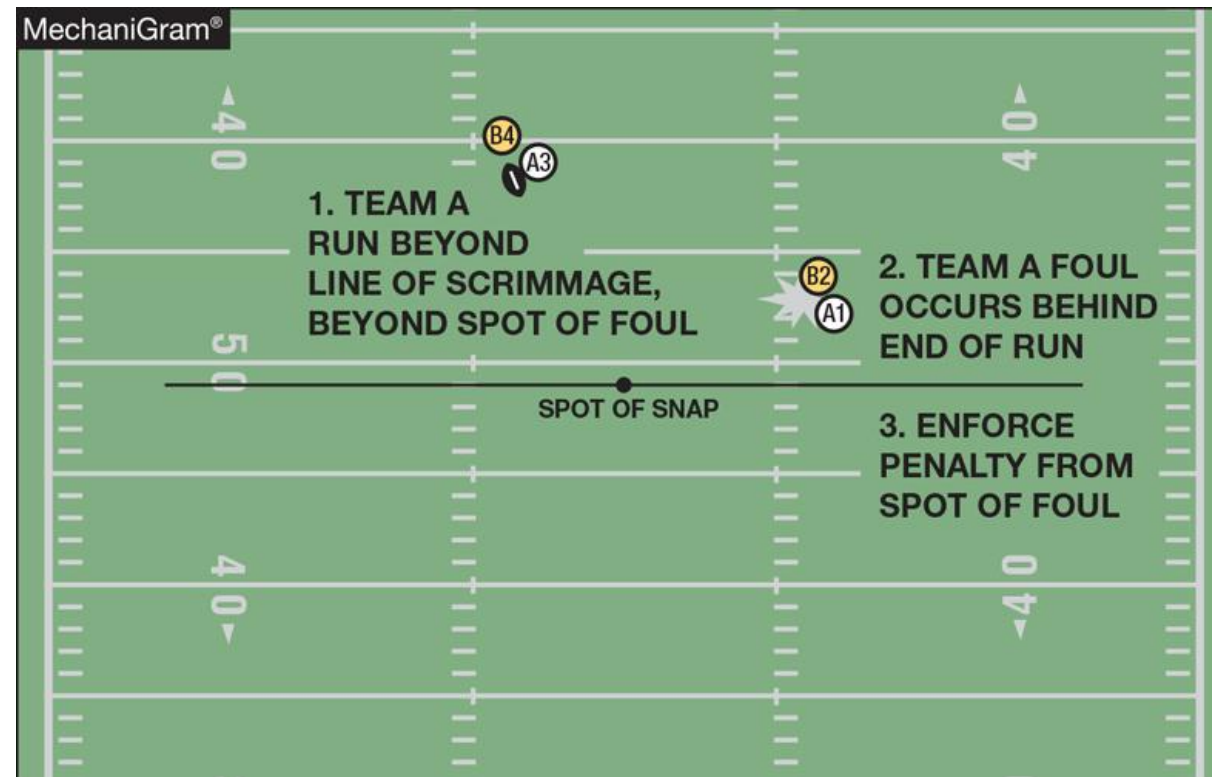 MechaniGram®
40
40
B4
A3
1. TEAM A
RUN BEYOND
LINE OF SCRIMMAGE,
BEYOND SPOT OF FOUL
B2
A1
2. TEAM A FOUL
OCCURS BEHIND
END OF RUN
50
SPOT OF SNAP
3. ENFORCE
PENALTY FROM
SPOT OF FOUL
40
40